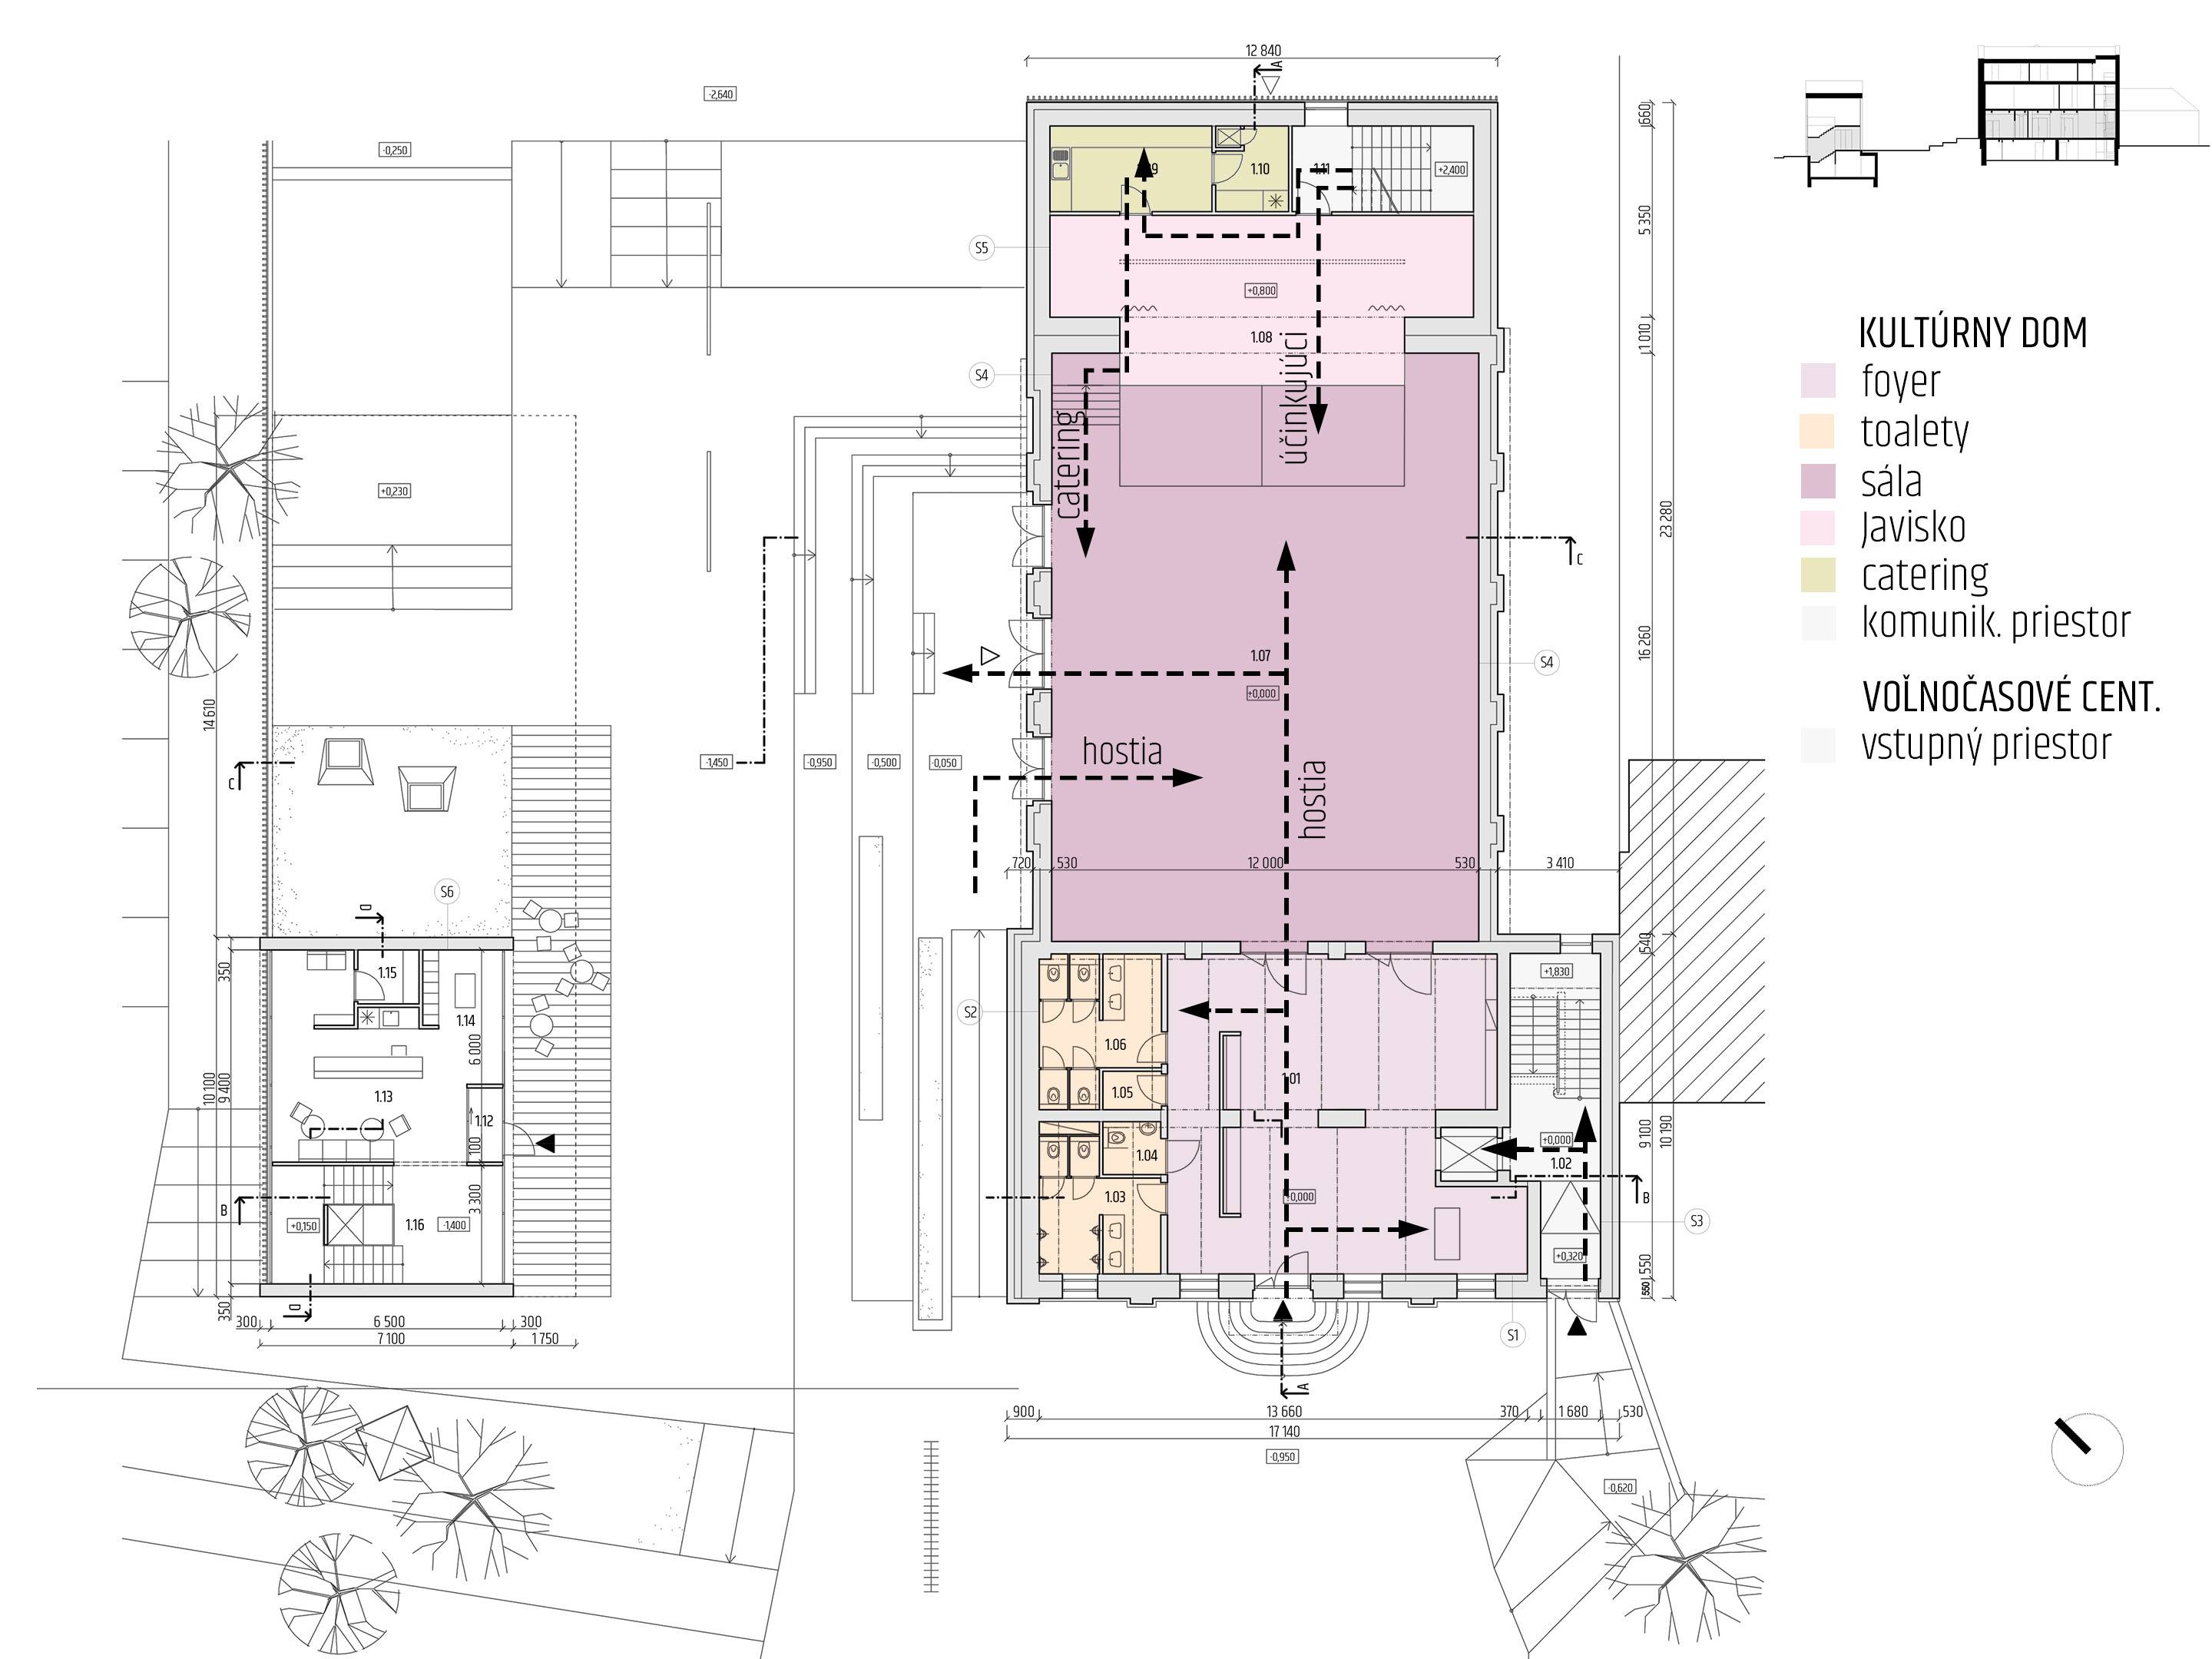 12 840
A
-2,640
-0,250
660
1.10
+2,400
5 350
S5
+0,800
1.08
1 010
účinkujúci
S4
catering
+0,230
23 280
C
1.07
+0,000
16 260
S4
14 610
hostia
-1,450
-0,950
-0,500
-0,050
C
hostia
720
530
12 000
530
3 410
S6
a
540
+1,830
350
1.15
1.14
S2
1.06
6 000
1.05
10 100
9 400
1.13
1.12
100
1.04
+0,000
1.02
9 100
10 190
1.03
+0,000
B
B
3 300
+0,150
1.16
-1,400
S3
+0,320
550
550
a
350
300
6 500
300
7 100
1 750
S1
A
900
13 660
370
1 680
530
17 140
-0,950
-0,620
KULTÚRNY DOM
foyer
toalety
sála
Javisko
catering
komunik. priestor
VOĽNOČASOVÉ CENT.
vstupný priestor